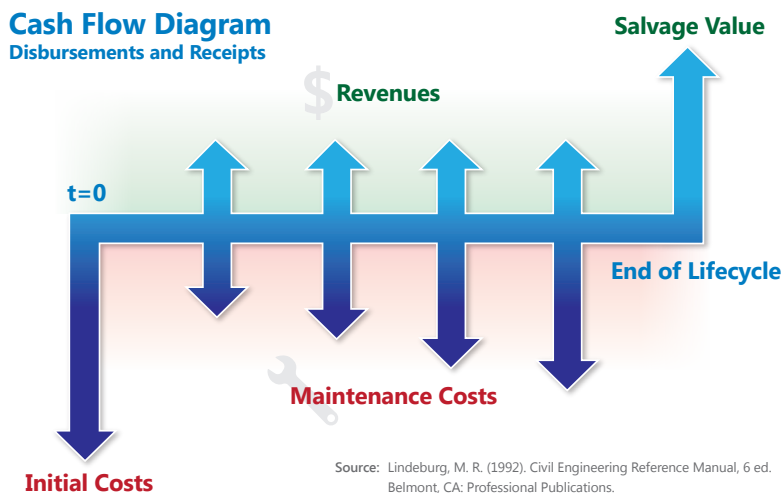 Cash Flow Diagram
Disbursements and Receipts
Salvage Value
$ Revenues
t=0
End of Lifecycle
Maintenance Costs
Initial Costs
Source: Lindeburg, M. R. (1992). Civil Engineering Reference Manual, 6 ed.
Belmont, CA: Professional Publications.